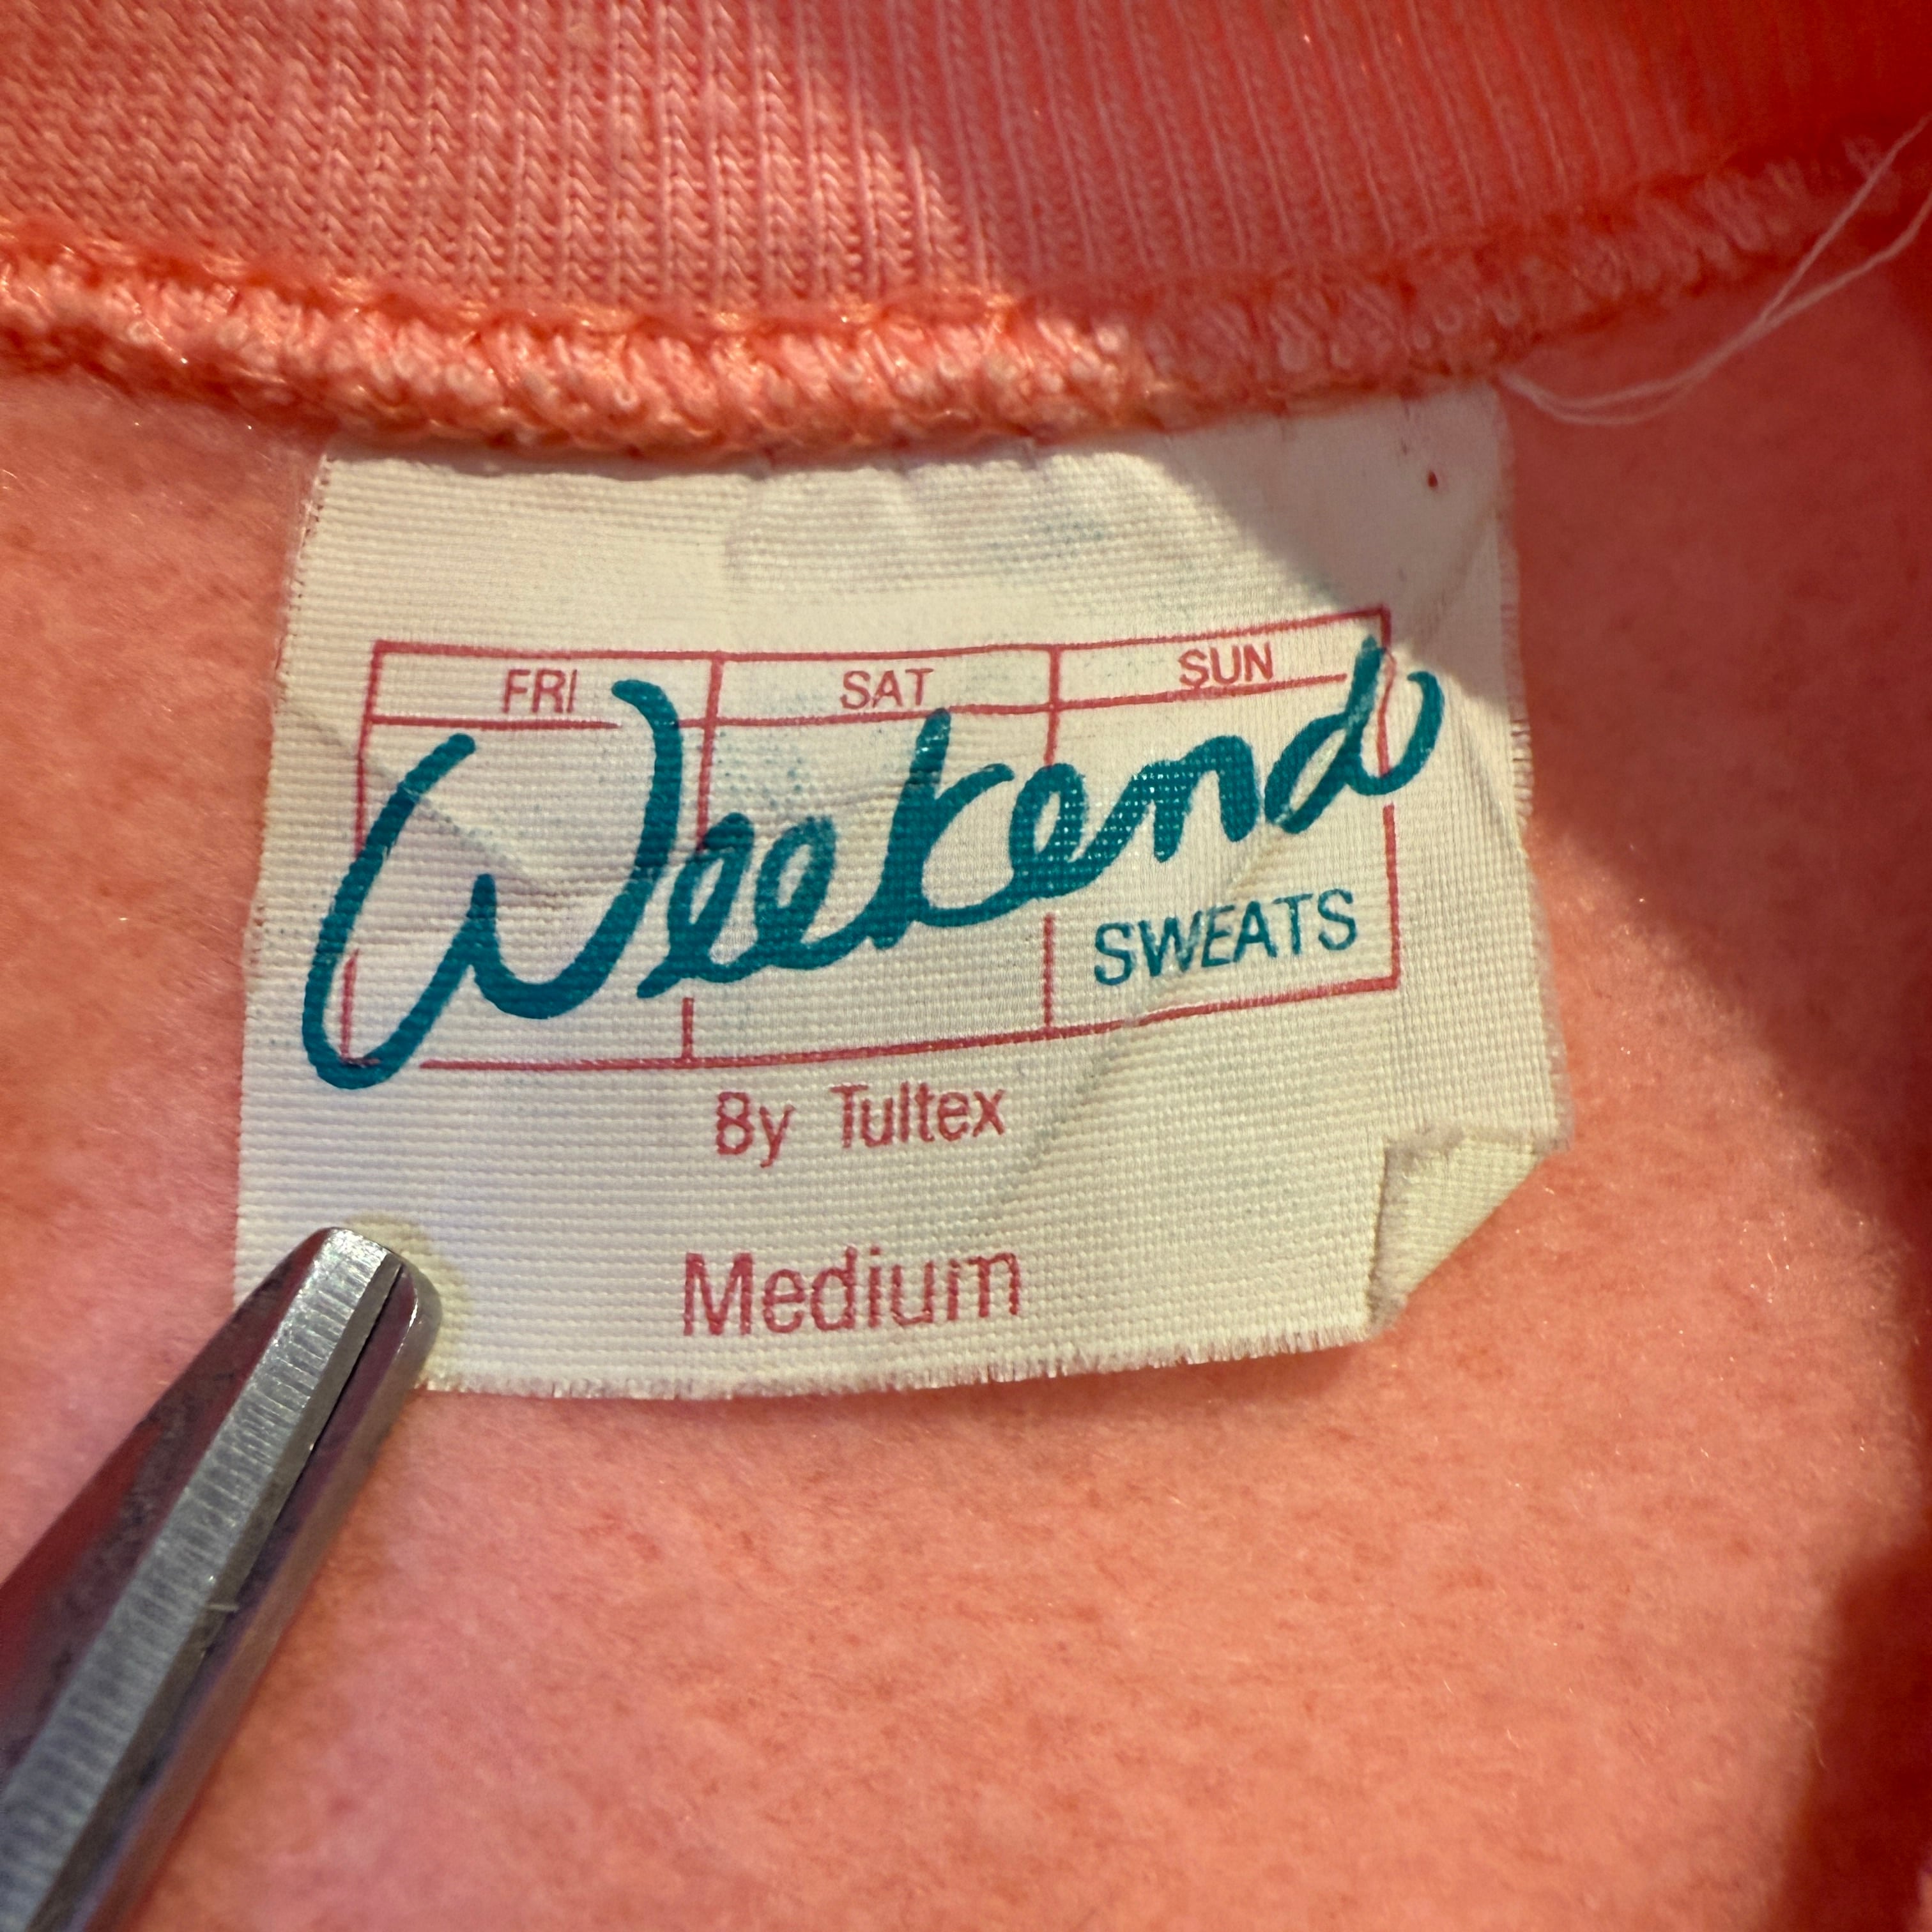 FRI SAT SUN
Weekend
SWEATS
By Tultex
Medium